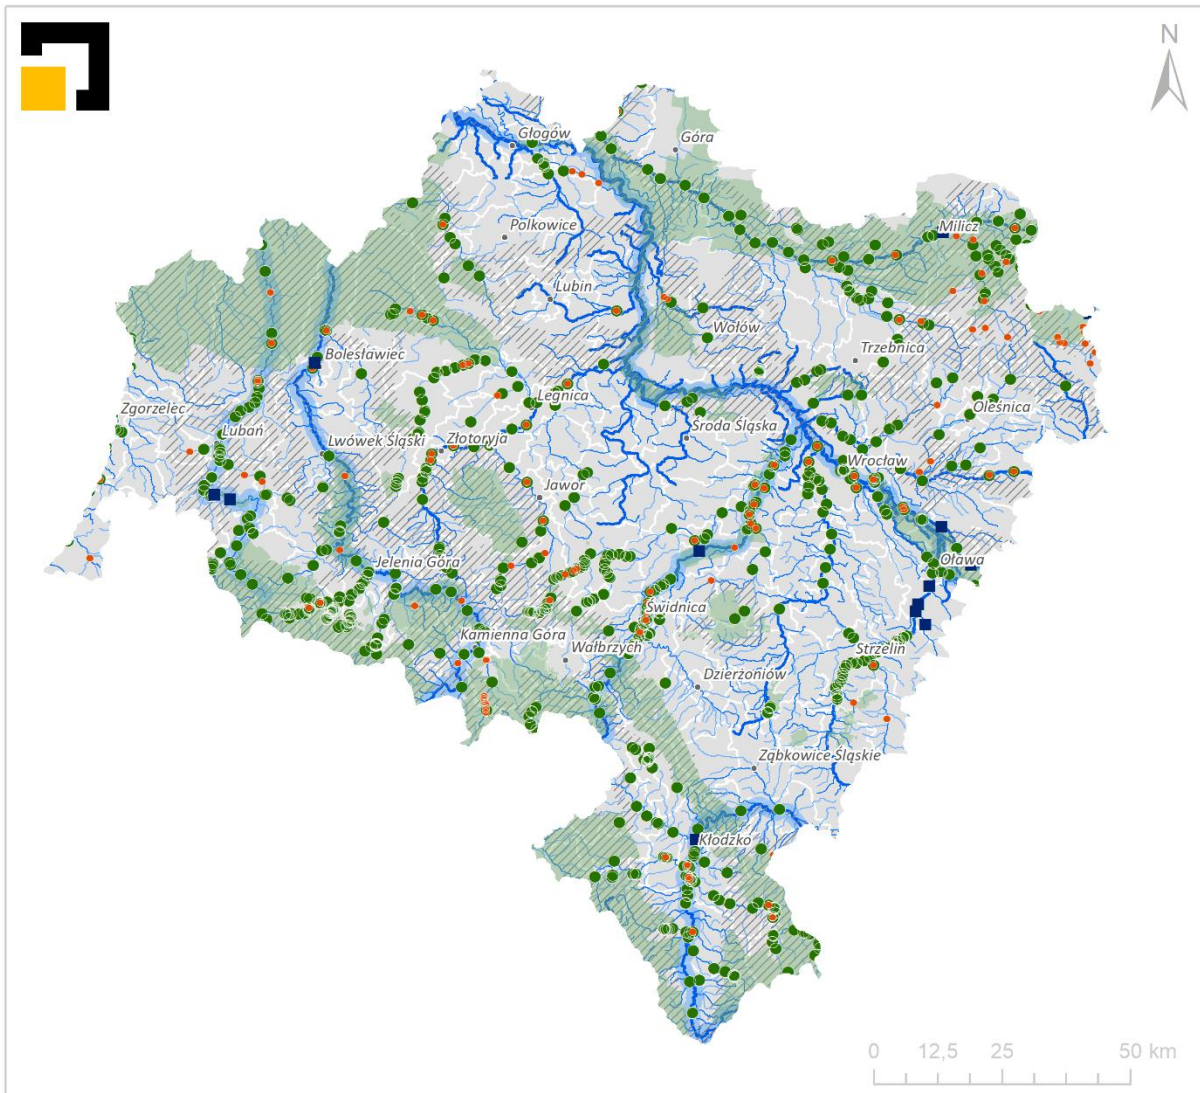 N
Głogów
Góra
Milicz
Polkowice
Lubin
Wołów
Bolesławiec
Trzebnica
Zgorzelec
Legnica
Oleśnica
Lubań
Lwówek Śląski
Złotoryja
Środa Śląska
Wrocław
Jawor
Jelenia Góra
Oława
Świdnica
Kamienna Góra
Wałbrzych
Strzelin
Dzierżoniów
Ząbkowice Śląskie
Kłodzko
0 12,5 25 50 km